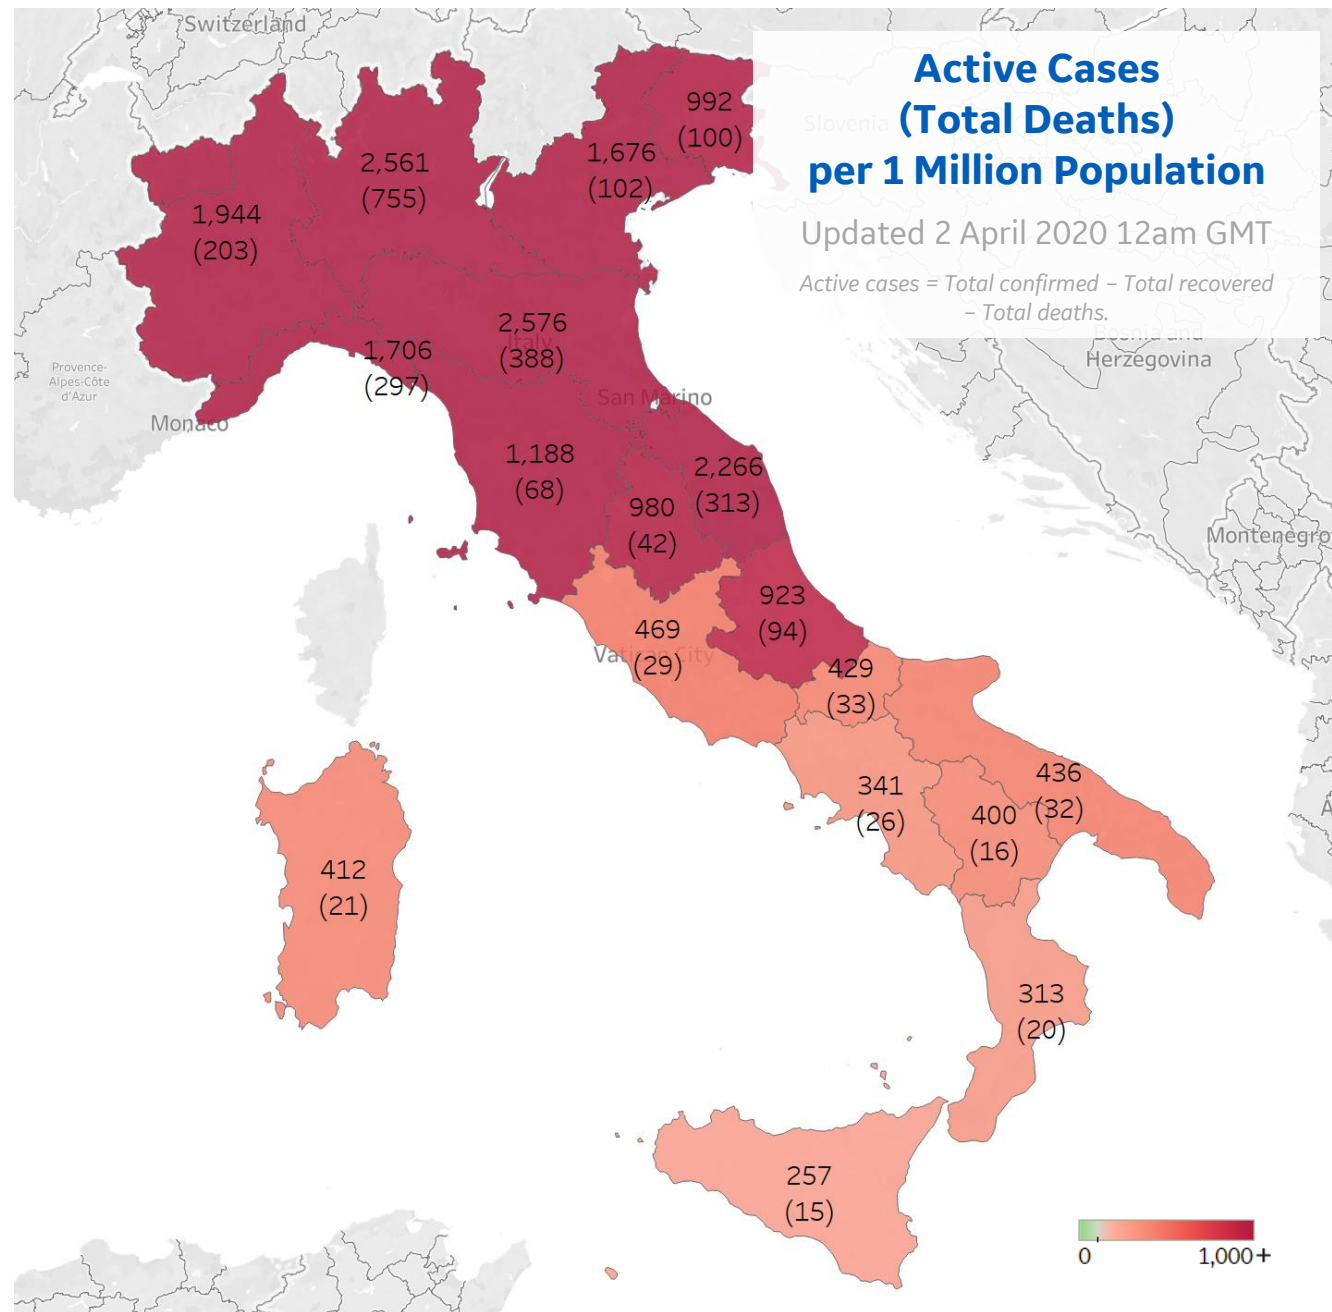 Switzerland
Active Cases
(Total Deaths)
per 1 Million Population
Updated 2 April 2020 12am GMT
Active cases = Total confirmed − Total recovered
− Total deaths.
Slovenia
992
(100)
1,676
(102)
2,561
(755)
1,944
(203)
2,576
Italy
(388)
1,706
(297)
Bosnia and
Herzegovina
Provence-
Alpes-Côte
d'Azur
Monaco
San Marino
1,188
(68)
2,266
(313)
980
(42)
Montenegro
923
(94)
469
Vatican City
(29)
429
(33)
436
(32)
341
(26)
400
(16)
412
(21)
313
(20)
257
(15)
0
1,000+